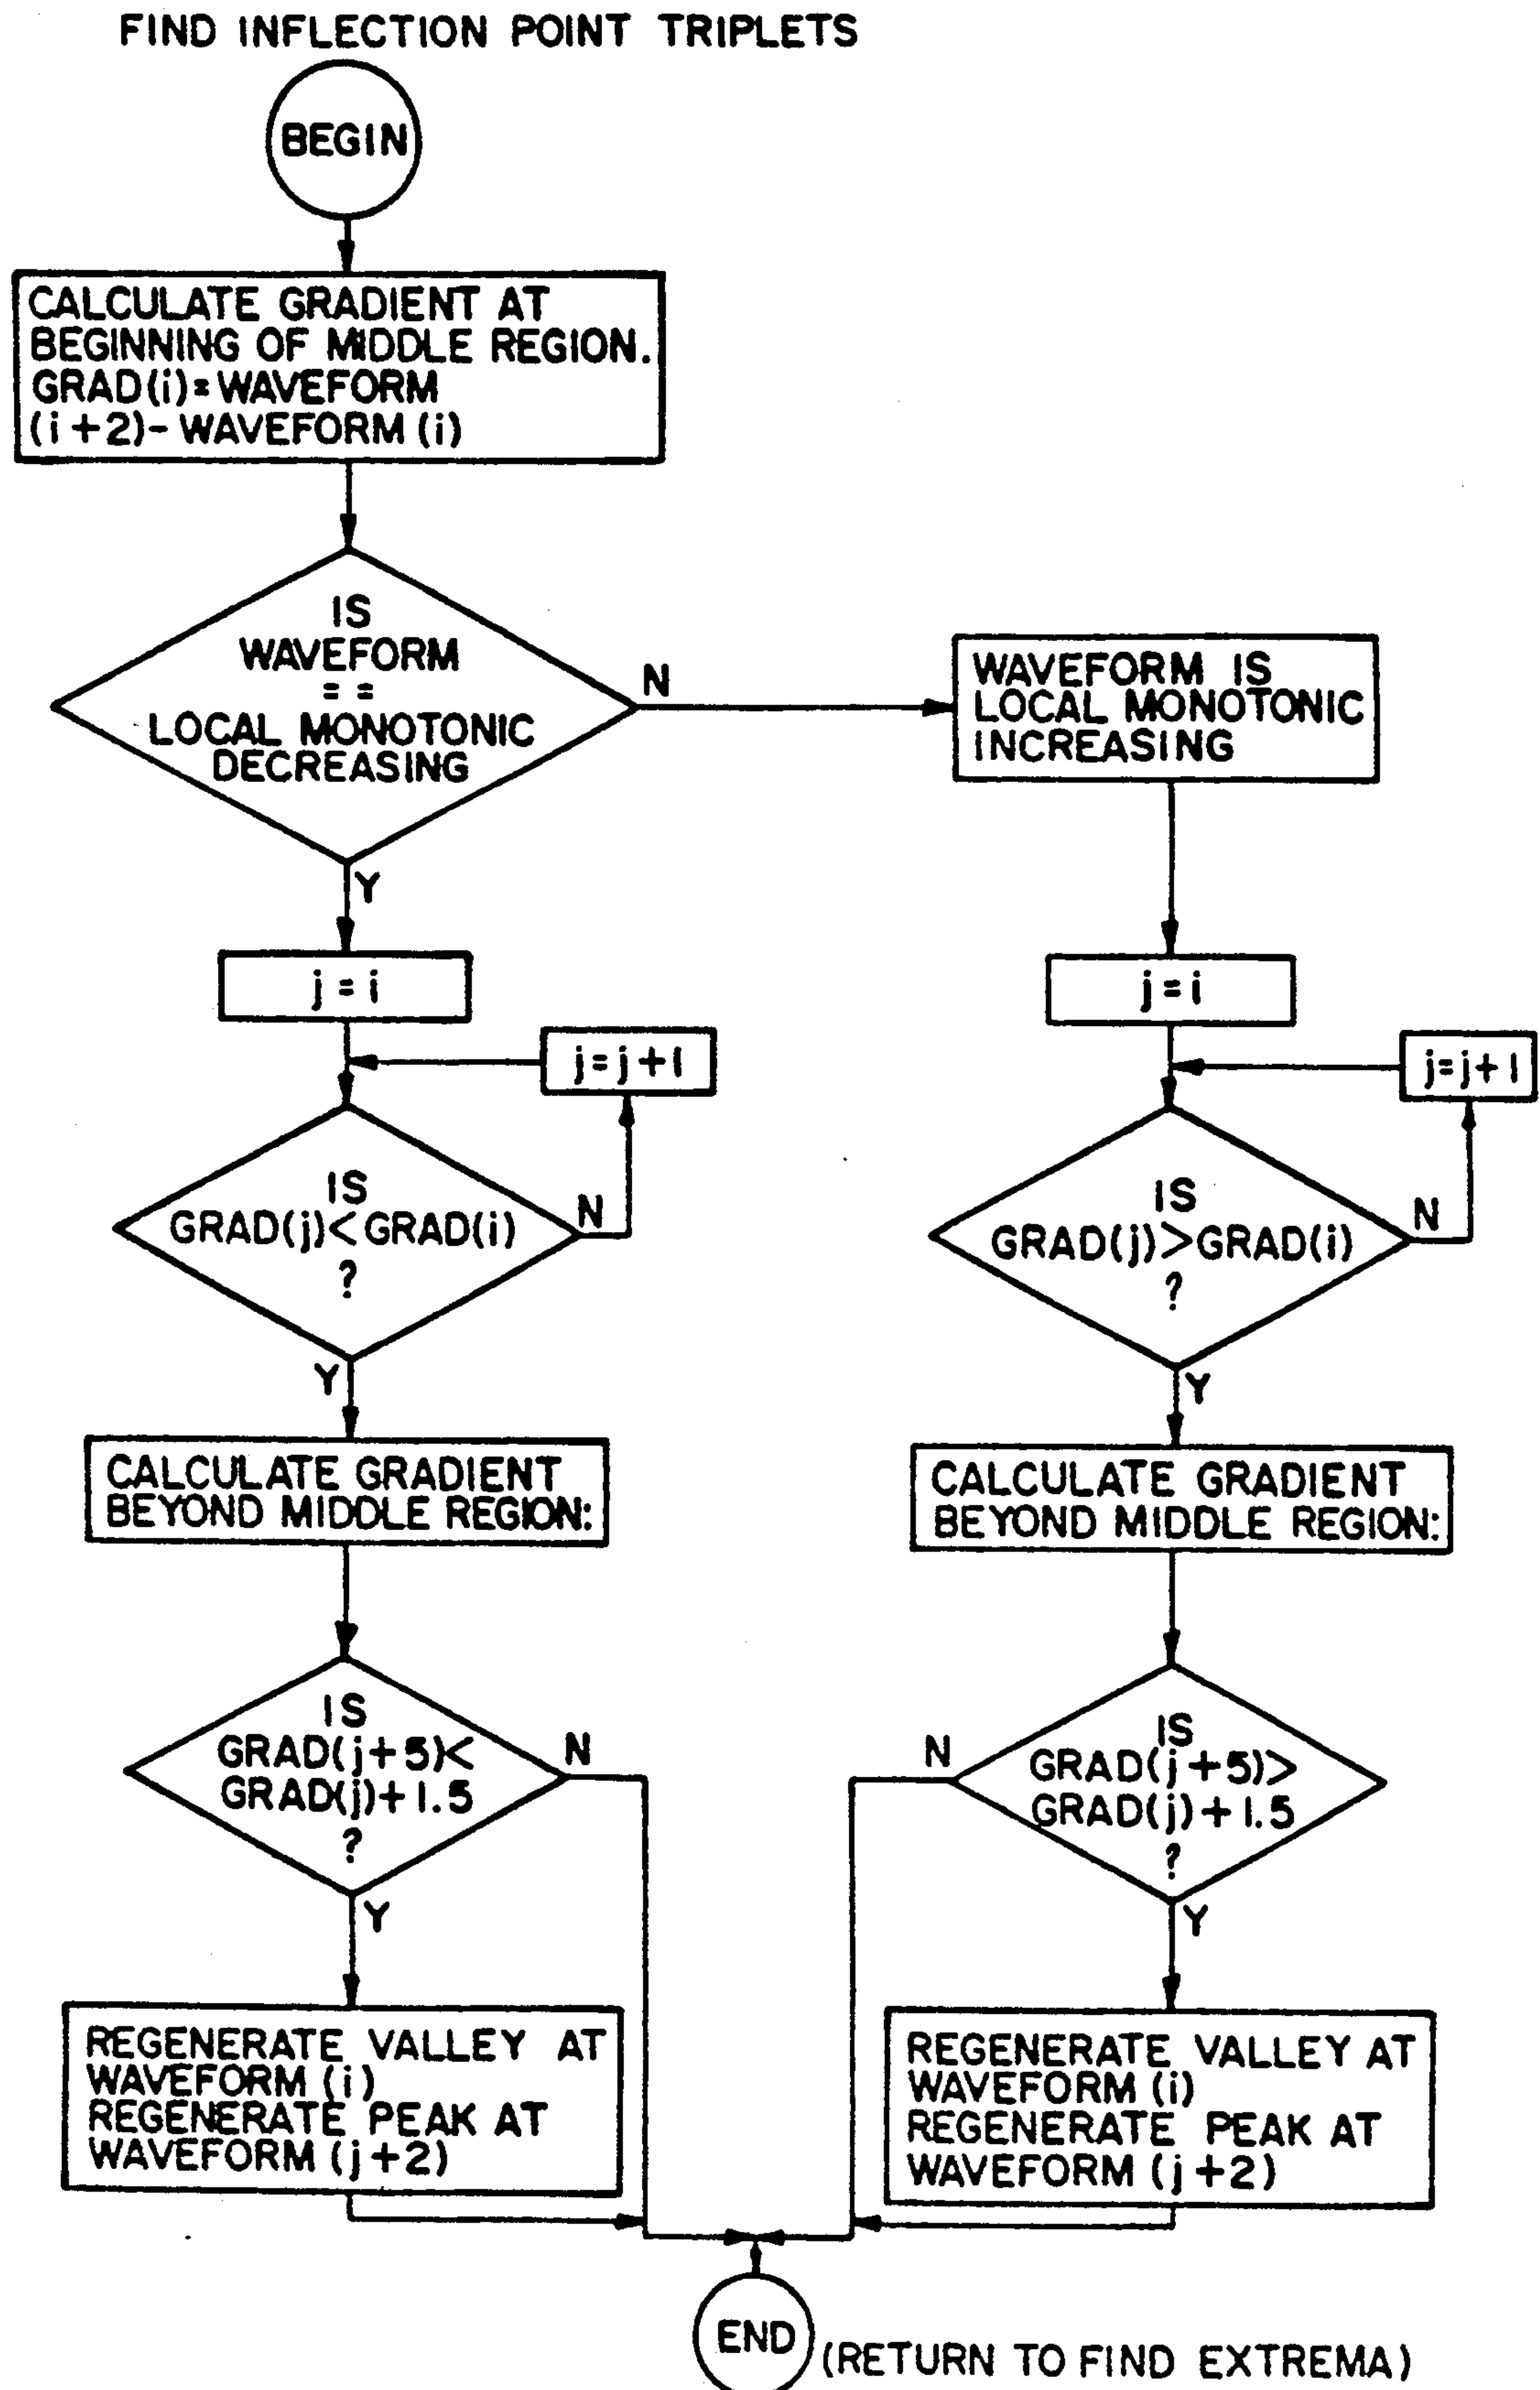 FIND INFLECTION POINT TRIPLETS
BEGIN
CALCULATE GRADIENT AT
BEGINNING OF MIDDLE REGION.
GRAD(i)=WAVEFORM
(i+2)-WAVEFORM(i)
IS
WAVEFORM
==
LOCAL MONOTONIC
DECREASING
N
WAVEFORM IS
LOCAL MONOTONIC
INCREASING
Y
j=i
j=j+1
IS
GRAD(j)<GRAD(i)
?
N
Y
CALCULATE GRADIENT
BEYOND MIDDLE REGION:
IS
GRAD(j+5)<
GRAD(j)+1.5
?
N
Y
REGENERATE VALLEY AT
WAVEFORM (i)
REGENERATE PEAK AT
WAVEFORM (j+2)
j=i
j=j+1
IS
GRAD(j)>GRAD(i)
?
N
Y
CALCULATE GRADIENT
BEYOND MIDDLE REGION:
IS
GRAD(j+5)>
GRAD(j)+1.5
?
N
Y
REGENERATE VALLEY AT
WAVEFORM (i)
REGENERATE PEAK AT
WAVEFORM (j+2)
END
(RETURN TO FIND EXTREMA)